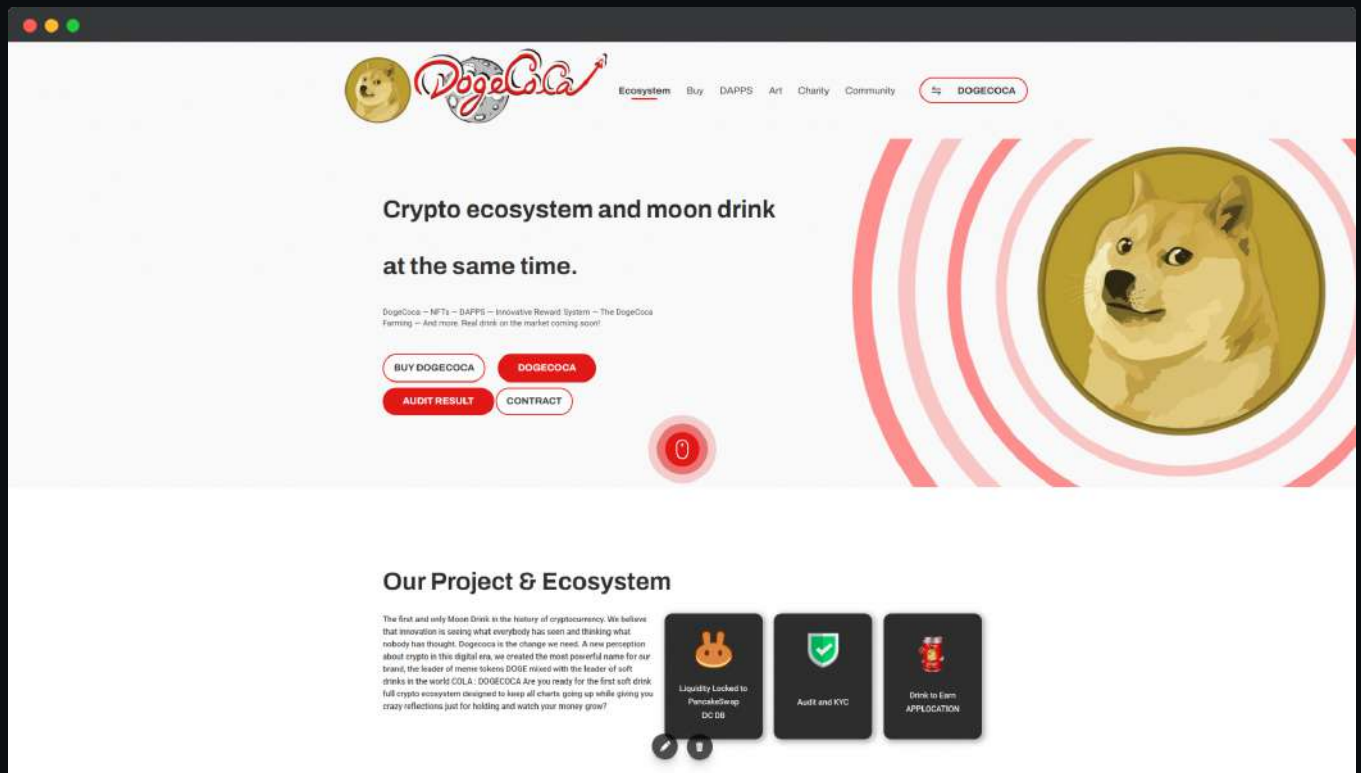 DogeCoca
Ecosystem Buy DAPPS Art Charity Community DOGECOCA
Crypto ecosystem and moon drink
at the same time.
DogeCoca — NFTs — DAPPS — Innovative Reward System — The DogeCoca
Farming — And more. Real drink on the market coming soon!
BUY DOGECOCA DOGECOCA
AUDIT RESULT CONTRACT
Our Project & Ecosystem
The first and only Moon Drink in the history of cryptocurrency. We believe
that innovation is seeing what everybody has seen and thinking what
nobody has thought. Dogecoca is the change we need. A new perception
about crypto in this digital era, we created the most powerful name for our
brand, the leader of meme tokens DOGE mixed with the leader of soft
drinks in the world COLA : DOGECOCA Are you ready for the first soft drink
full crypto ecosystem designed to keep all charts going up while giving you
crazy reflections just for holding and watch your money grow?
Liquidity Locked to
PancakeSwap
DC DB
Audit and KYC
Drink to Earn
APPLOCATION